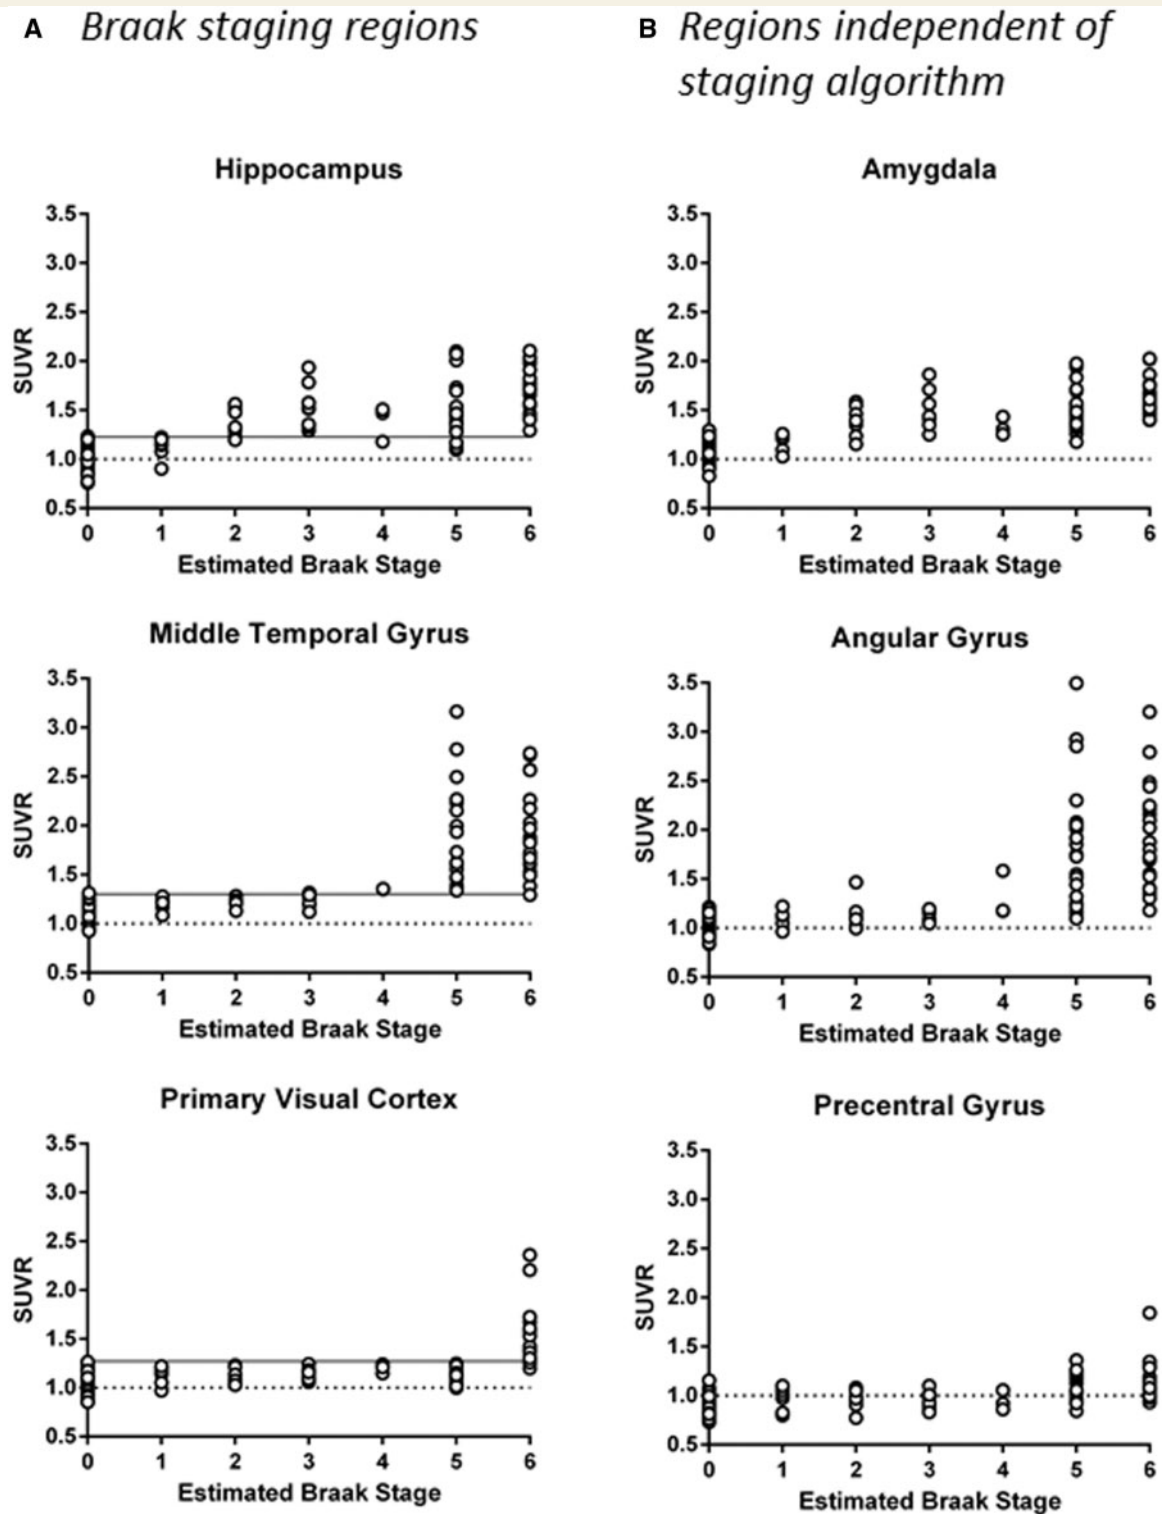 A Braak staging regions
B Regions independent of
staging algorithm
Hippocampus
3.5
3.0
2.5
2.0
1.5
1.0
0.5
SUVR
0 1 2 3 4 5 6
Estimated Braak Stage
Amygdala
3.5
3.0
2.5
2.0
1.5
1.0
0.5
SUVR
0 1 2 3 4 5 6
Estimated Braak Stage
Middle Temporal Gyrus
3.5
3.0
2.5
2.0
1.5
1.0
0.5
SUVR
0 1 2 3 4 5 6
Estimated Braak Stage
Angular Gyrus
3.5
3.0
2.5
2.0
1.5
1.0
0.5
SUVR
0 1 2 3 4 5 6
Estimated Braak Stage
Primary Visual Cortex
3.5
3.0
2.5
2.0
1.5
1.0
0.5
SUVR
0 1 2 3 4 5 6
Estimated Braak Stage
Precentral Gyrus
3.5
3.0
2.5
2.0
1.5
1.0
0.5
SUVR
0 1 2 3 4 5 6
Estimated Braak Stage